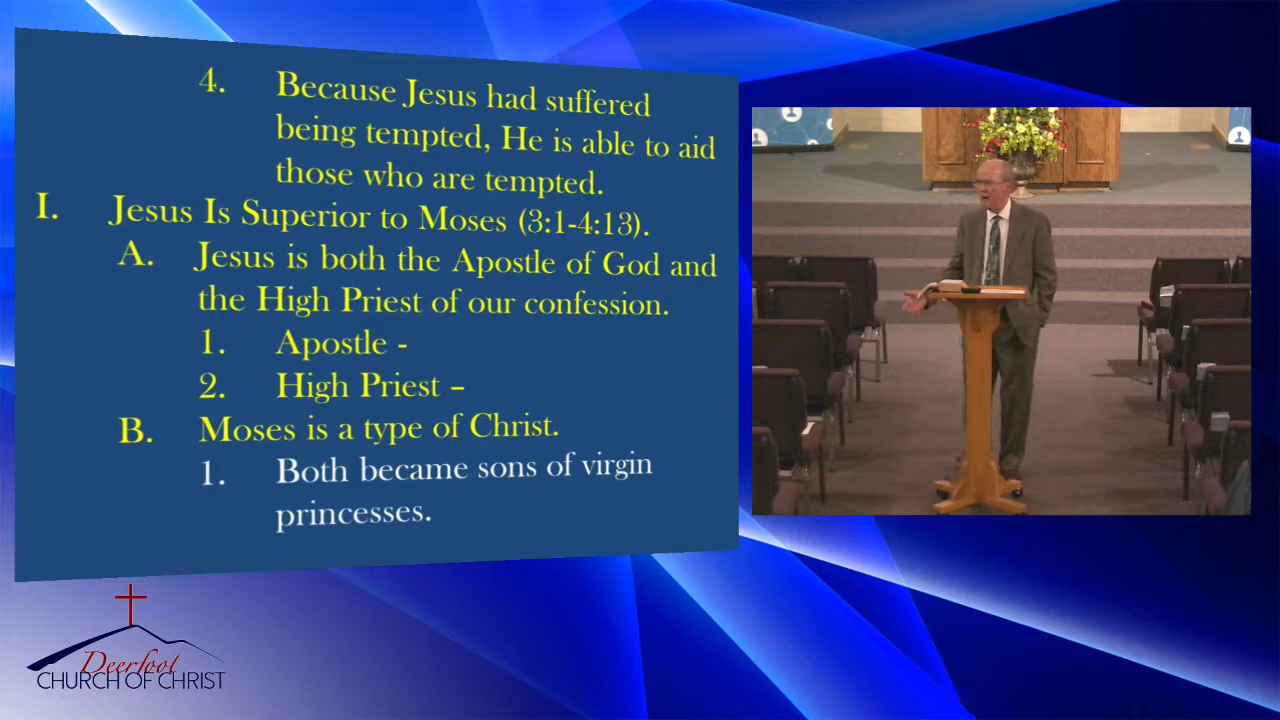 4. Because Jesus had suffered
being tempted, He is able to aid
those who are tempted.
I. Jesus Is Superior to Moses (3:1-4:13).
A. Jesus is both the Apostle of God and
the High Priest of our confession.
1. Apostle -
2. High Priest –
B. Moses is a type of Christ.
1. Both became sons of virgin
princesses.
Deerfoot
CHURCH OF CHRIST